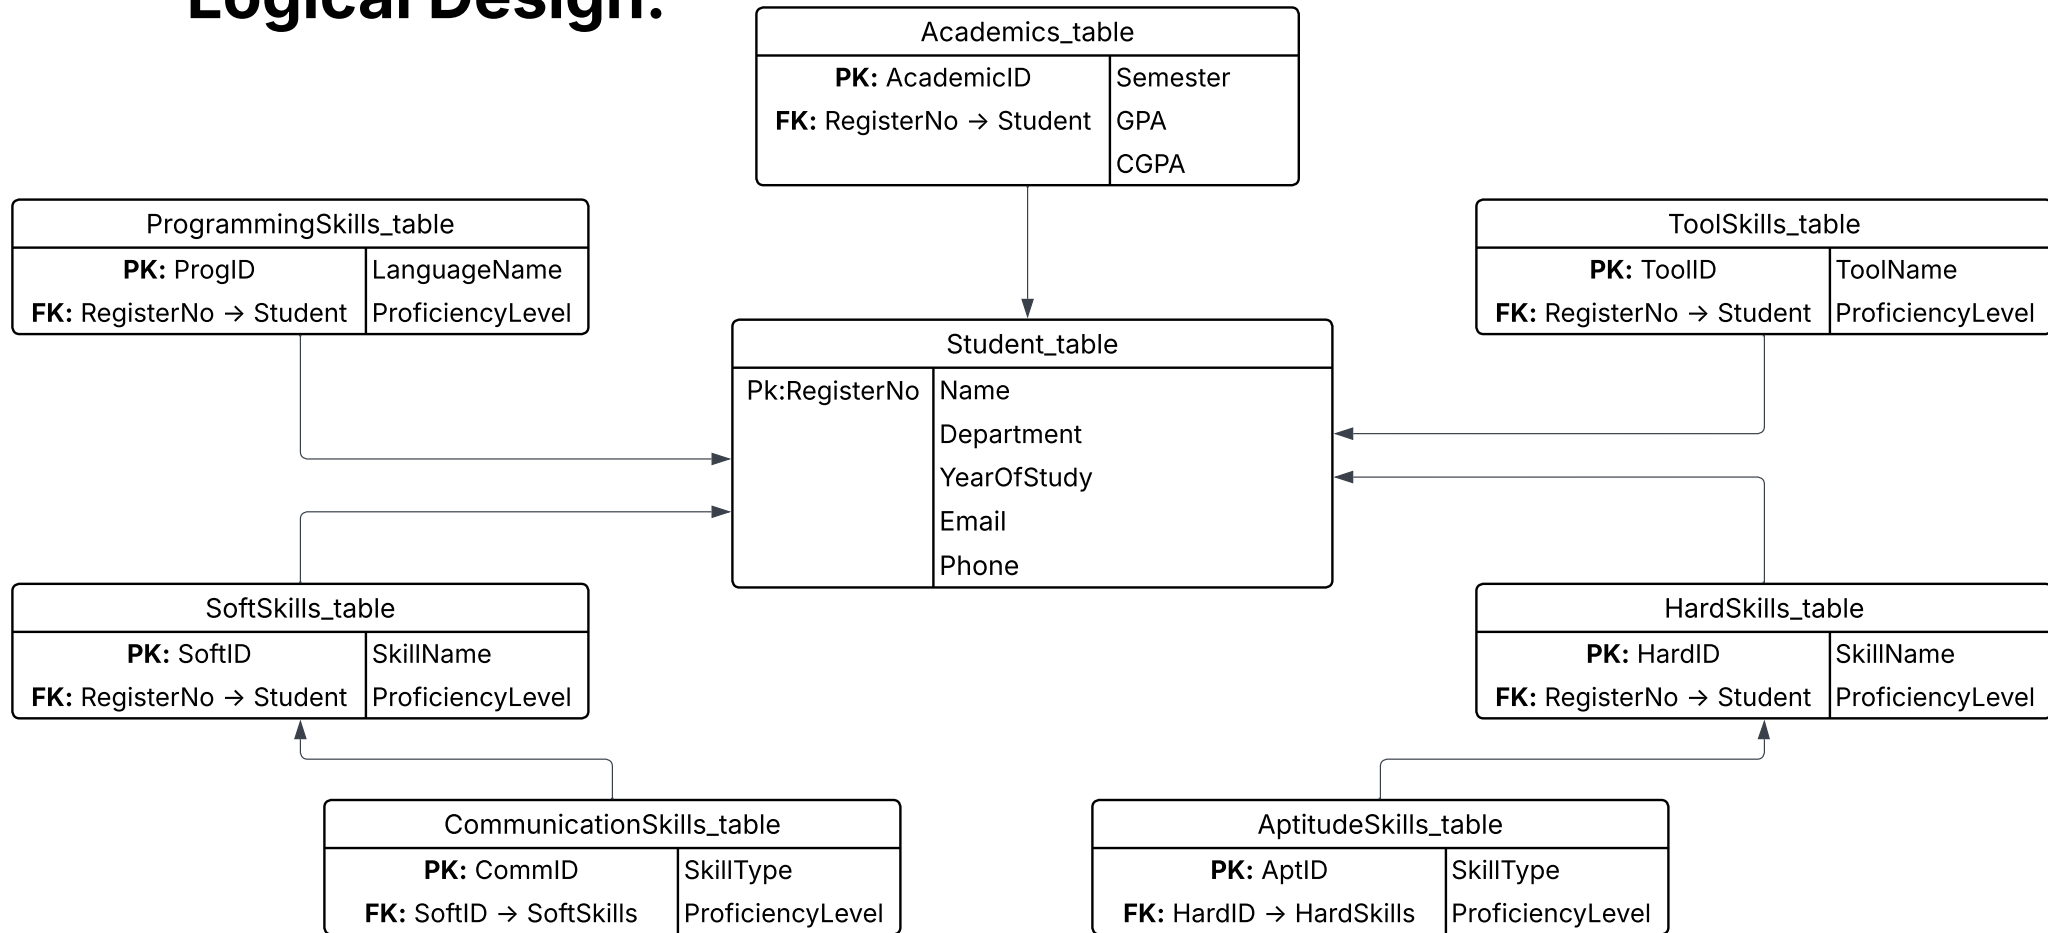 Logical Design:
Academics_table
PK: AcademicID
FK: RegisterNo → Student
Semester
GPA
CGPA
ProgrammingSkills_table
PK: ProgID
FK: RegisterNo → Student
LanguageName
ProficiencyLevel
ToolSkills_table
PK: ToolID
FK: RegisterNo → Student
ToolName
ProficiencyLevel
Student_table
Pk:RegisterNo
Name
Department
YearOfStudy
Email
Phone
SoftSkills_table
PK: SoftID
FK: RegisterNo → Student
SkillName
ProficiencyLevel
HardSkills_table
PK: HardID
FK: RegisterNo → Student
SkillName
ProficiencyLevel
CommunicationSkills_table
PK: CommID
FK: SoftID → SoftSkills
SkillType
ProficiencyLevel
AptitudeSkills_table
PK: AptID
FK: HardID → HardSkills
SkillType
ProficiencyLevel